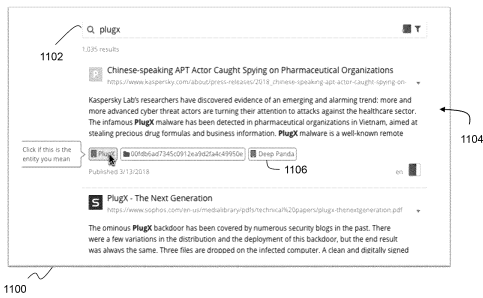 plugx
1102
1,035 results
P Chinese-speaking APT Actor Caught Spying on Pharmaceutical Organizations
https://www.kaspersky.com/about/press-releases/2018_chinese-speaking-apt-actor-caught-spying-on-
Kaspersky Lab's researchers have discovered evidence of an emerging and alarming trend: more and
more advanced cyber threat actors are turning their attention to attacks against the healthcare sector.
The infamous PlugX malware has been detected in pharmaceutical organizations in Vietnam, aimed at
stealing precious drug formulas and business information. PlugX malware is a well-known remote
1104
Click if this is the
entity you mean
PlugX 00fdb6ad7345c0912ea9d2fa4c49950e Deep Panda
Published 3/13/2018
1106
en
S PlugX - The Next Generation
https://www.sophos.com/en-us/medialibrary/pdfs/technical%20papers/plugx-thenextgeneration.pdf
The ominous PlugX backdoor has been covered by numerous security blogs in the past. There
were a few variations in the distribution and the deployment of this backdoor, but the end result
was always the same. Three files are dropped on the infected computer. A clean and digitally signed
1100